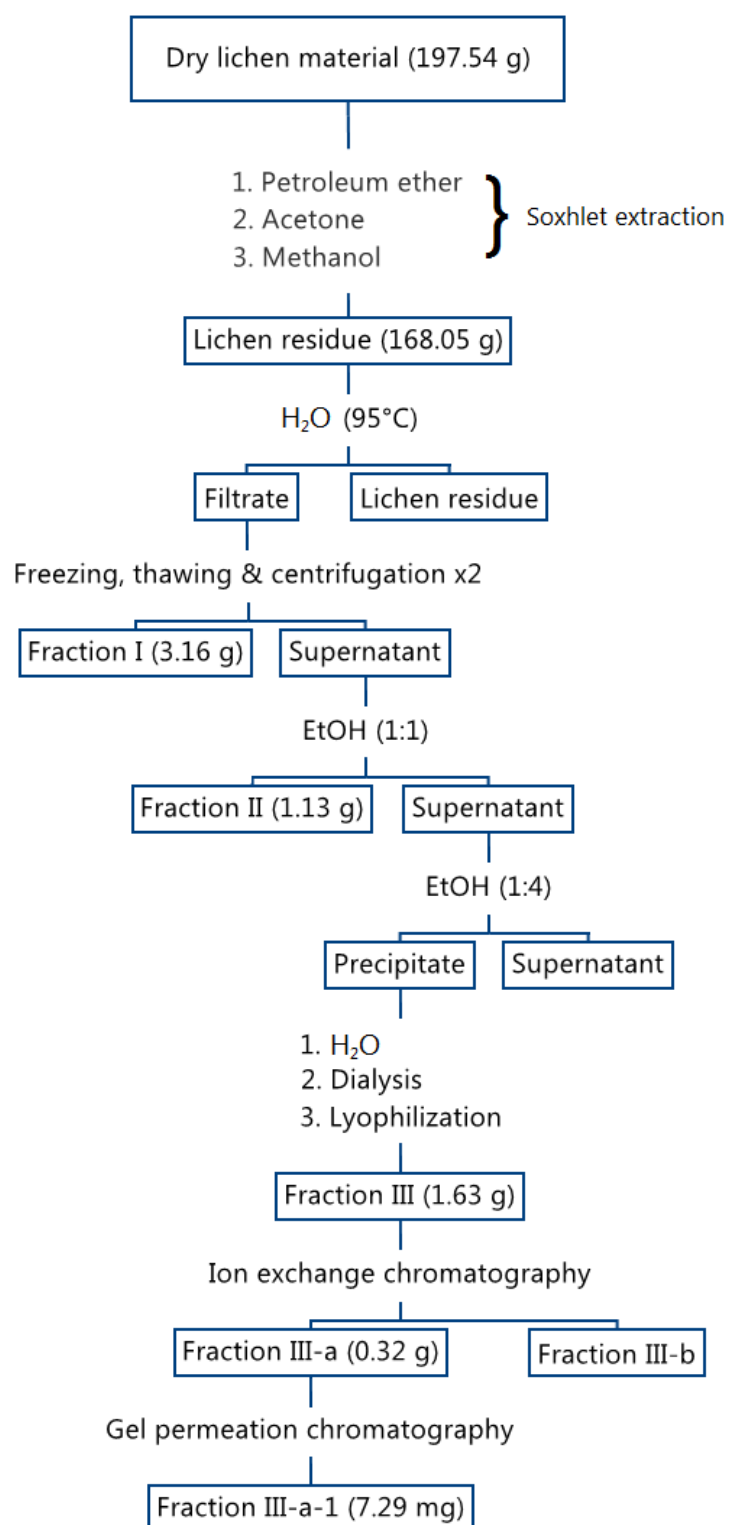 Dry lichen material (197.54 g)
1. Petroleum ether
2. Acetone
3. Methanol
} Soxhlet extraction
Lichen residue (168.05 g)
H₂O (95°C)
Filtrate
Lichen residue
Freezing, thawing & centrifugation x2
Fraction I (3.16 g)
Supernatant
EtOH (1:1)
Fraction II (1.13 g)
Supernatant
EtOH (1:4)
Precipitate
Supernatant
1. H₂O
2. Dialysis
3. Lyophilization
Fraction III (1.63 g)
Ion exchange chromatography
Fraction III-a (0.32 g)
Fraction III-b
Gel permeation chromatography
Fraction III-a-1 (7.29 mg)